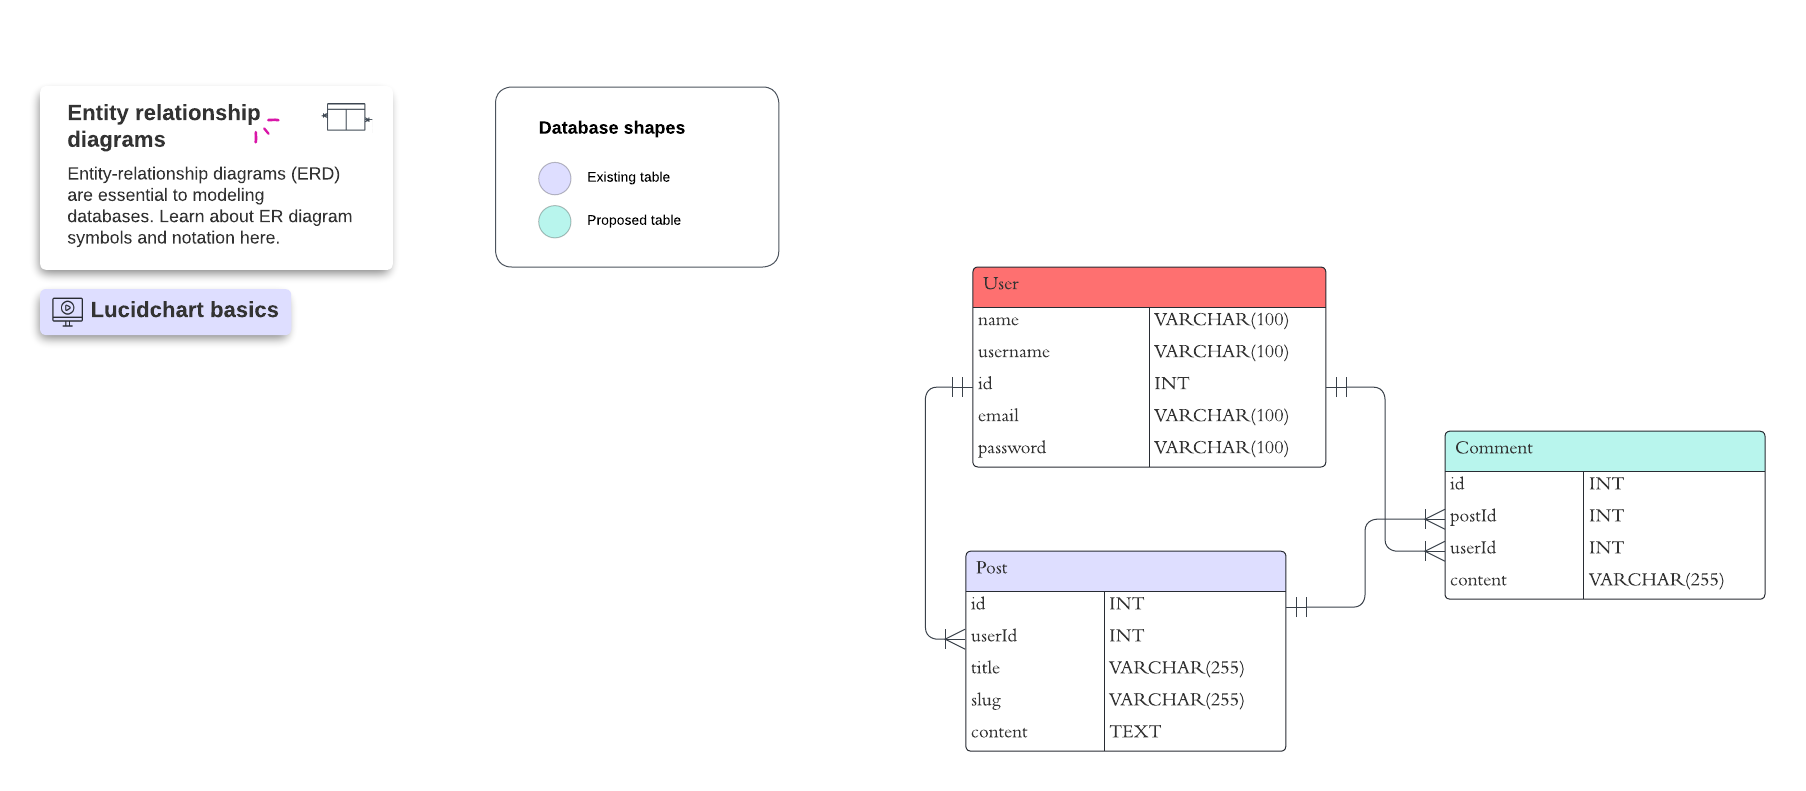 Entity relationship
diagrams
Entity-relationship diagrams (ERD)
are essential to modeling
databases. Learn about ER diagram
symbols and notation here.
Lucidchart basics
Database shapes
Existing table
Proposed table
User
name VARCHAR(100)
username VARCHAR(100)
id INT
email VARCHAR(100)
password VARCHAR(100)
Comment
id INT
postId INT
userId INT
content VARCHAR(255)
Post
id INT
userId INT
title VARCHAR(255)
slug VARCHAR(255)
content TEXT